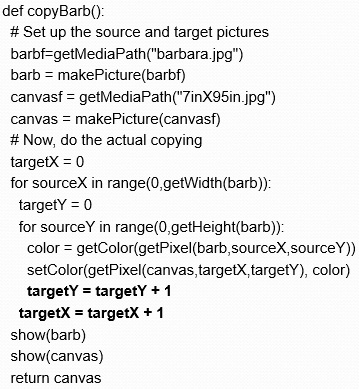 def copyBarb():
# Set up the source and target pictures
barbf=getMediaPath("barbara.jpg")
barb = makePicture(barbf)
canvasf = getMediaPath("7inX95in.jpg")
canvas = makePicture(canvasf)
# Now, do the actual copying
targetX = 0
for sourceX in range(0,getWidth(barb)):
targetY = 0
for sourceY in range(0,getHeight(barb)):
color = getColor(getPixel(barb,sourceX,sourceY))
setColor(getPixel(canvas,targetX,targetY), color)
targetY = targetY + 1
targetX = targetX + 1
show(barb)
show(canvas)
return canvas